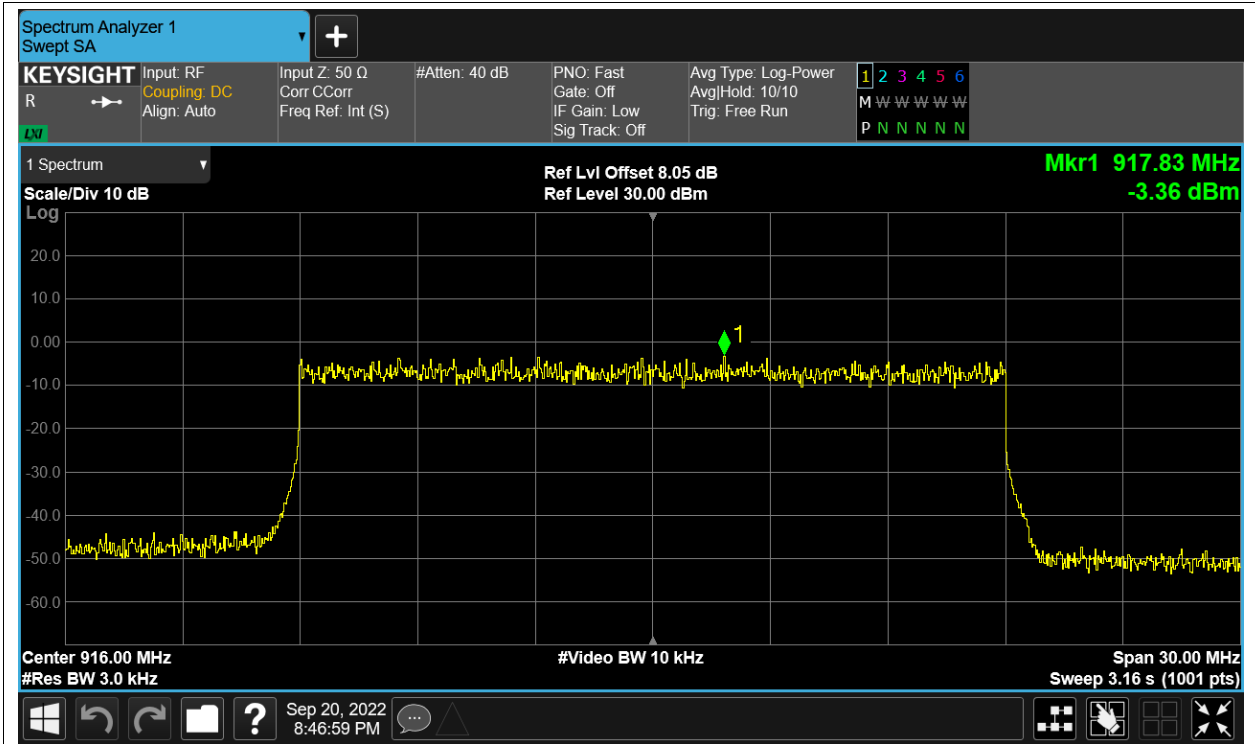 Spectrum Analyzer 1
Swept SA
KEYSIGHT
R
LXI
Input: RF
Coupling: DC
Align: Auto
Input Z: 50 Ω
Corr CCorr
Freq Ref: Int (S)
#Atten: 40 dB
PNO: Fast
Gate: Off
IF Gain: Low
Sig Track: Off
Avg Type: Log-Power
Avg|Hold: 10/10
Trig: Free Run
1 2 3 4 5 6
M W W W W W
P N N N N N
1 Spectrum
Scale/Div 10 dB
Ref Lvl Offset 8.05 dB
Ref Level 30.00 dBm
Mkr1 917.83 MHz
-3.36 dBm
Log
20.0
10.0
0.00
-10.0
-20.0
-30.0
-40.0
-50.0
-60.0
1
Center 916.00 MHz
#Res BW 3.0 kHz
#Video BW 10 kHz
Span 30.00 MHz
Sweep 3.16 s (1001 pts)
?
Sep 20, 2022
8:46:59 PM